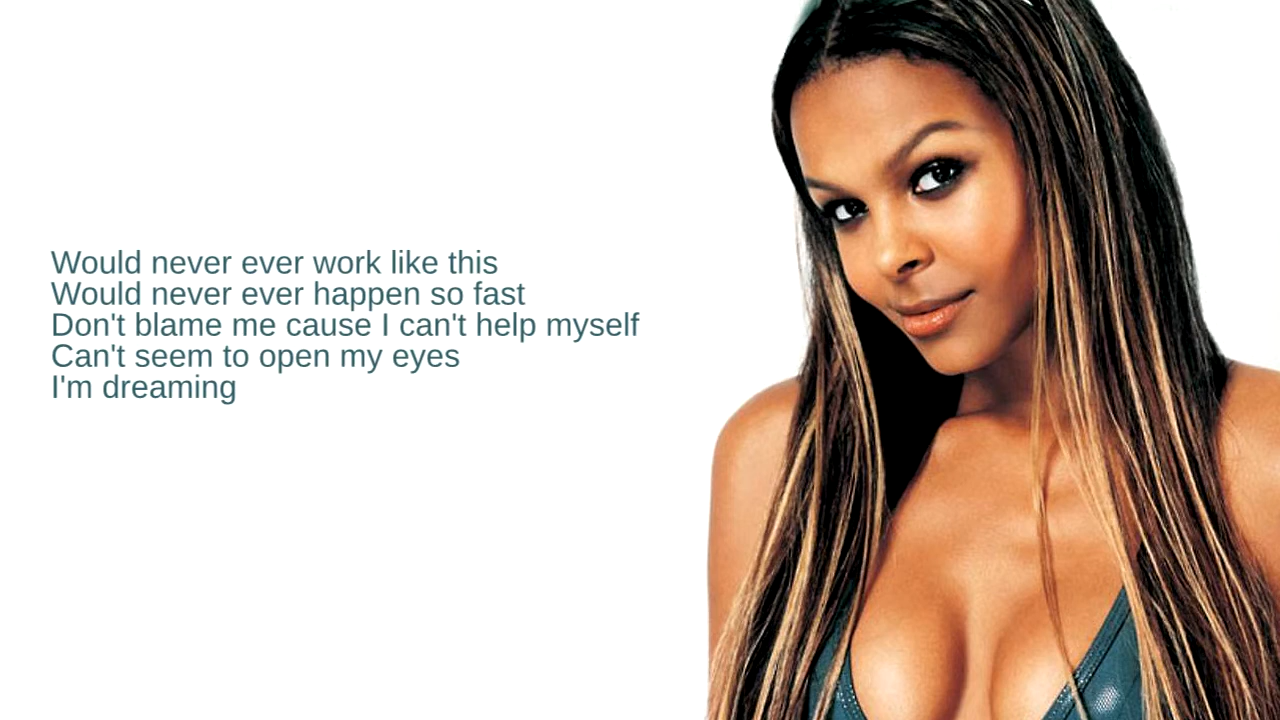 Would never ever work like this
Would never ever happen so fast
Don't blame me cause I can't help myself
Can't seem to open my eyes
I'm dreaming